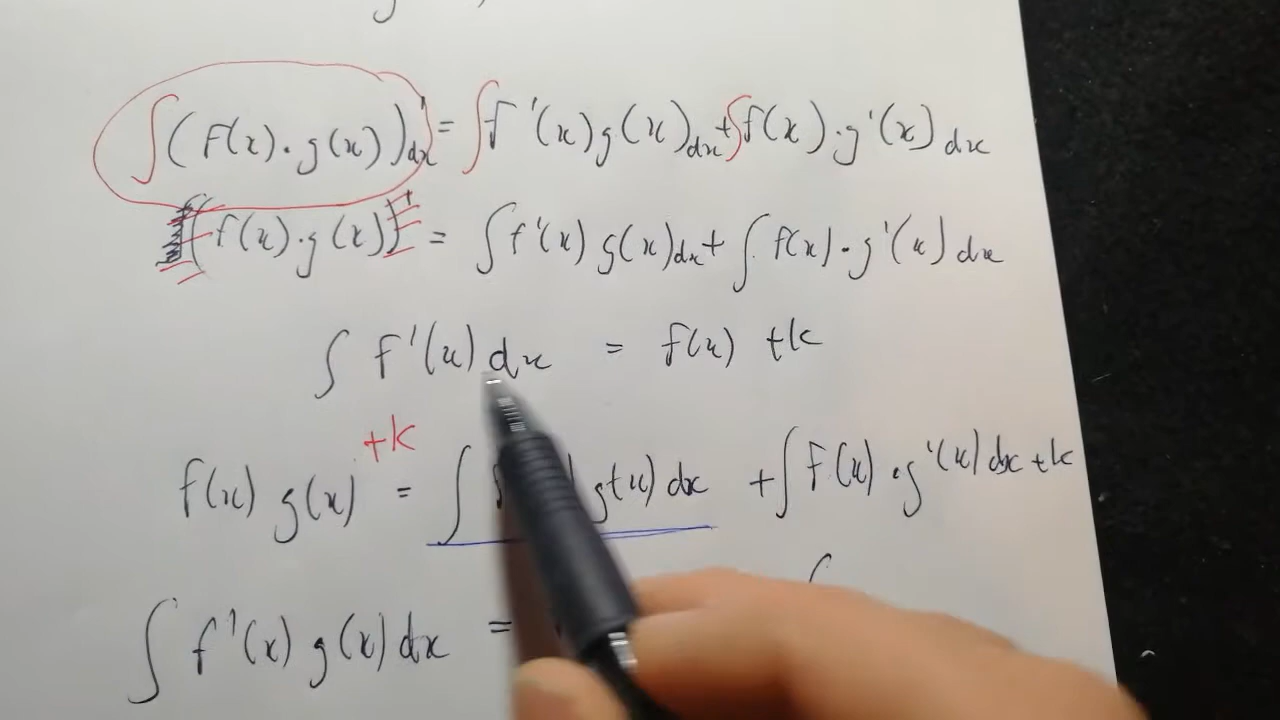 ∫(f(x)·g(x))'dx = ∫f'(x)g(x)dx + ∫f(x)·g'(x)dx
(f(x)·g(x)) = ∫f'(x)g(x)dx + ∫f(x)·g'(x)dx
∫f'(x)dx = f(x) +k
f(x) g(x) +k = ∫ g(x)dx + ∫f(x)·g'(x)dx +k
∫f'(x)g(x)dx = ∫